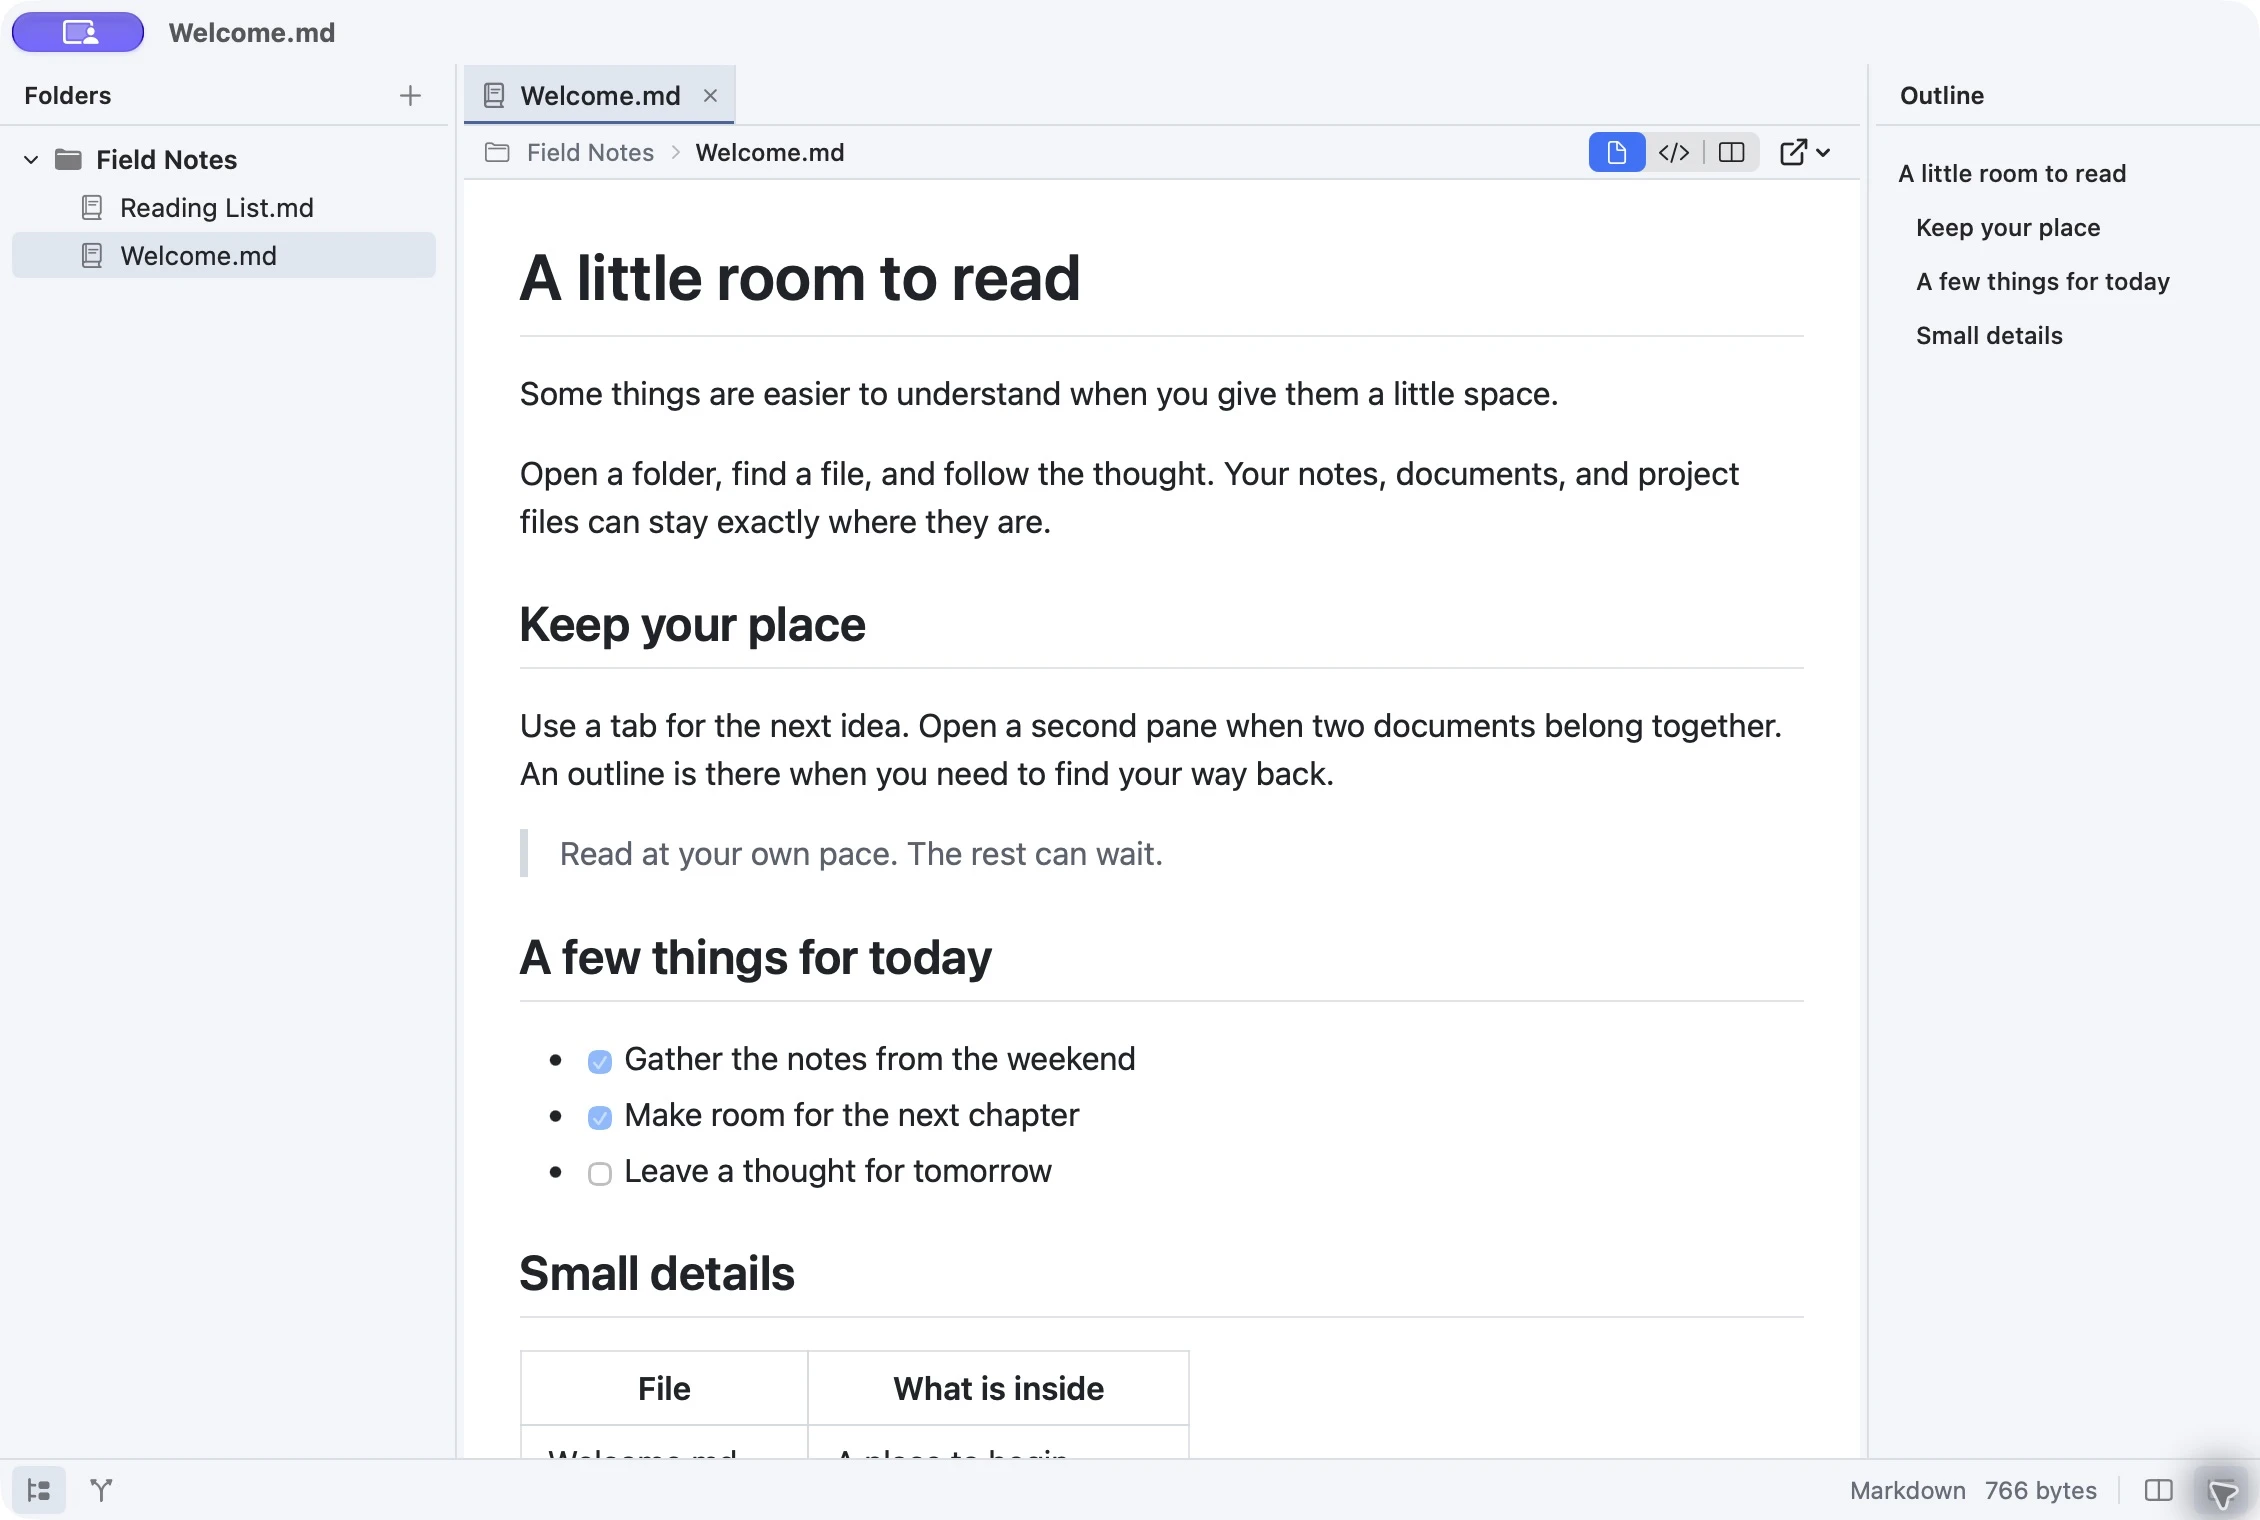 Welcome.md
Folders
Field Notes
Reading List.md
Welcome.md
Welcome.md
Field Notes > Welcome.md
A little room to read
Some things are easier to understand when you give them a little space.
Open a folder, find a file, and follow the thought. Your notes, documents, and project
files can stay exactly where they are.
Keep your place
Use a tab for the next idea. Open a second pane when two documents belong together.
An outline is there when you need to find your way back.
Read at your own pace. The rest can wait.
A few things for today
Gather the notes from the weekend
Make room for the next chapter
Leave a thought for tomorrow
Small details
File What is inside
Welcome.md A place to begin
Outline
A little room to read
Keep your place
A few things for today
Small details
Markdown 766 bytes